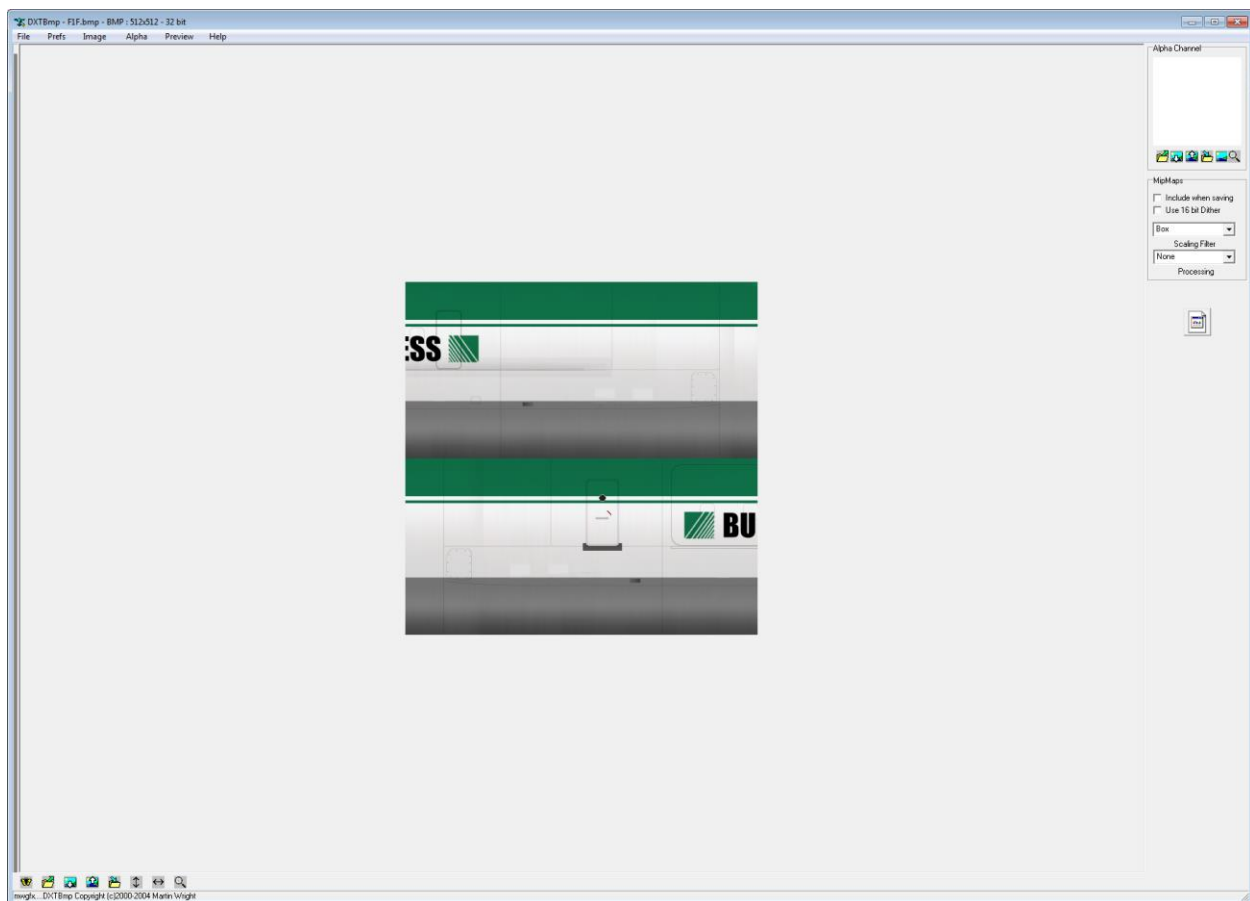 DXTBmp - F1F.bmp - BMP : 512x512 - 32 bit
File Prefs Image Alpha Preview Help
Alpha Channel
MipMaps
Include when saving
Use 16 bit Dither
Box
Scaling Filter
None
Processing
ESS
BU
mwgfx....DXTBmp Copyright (c)2000-2004 Martin Wright